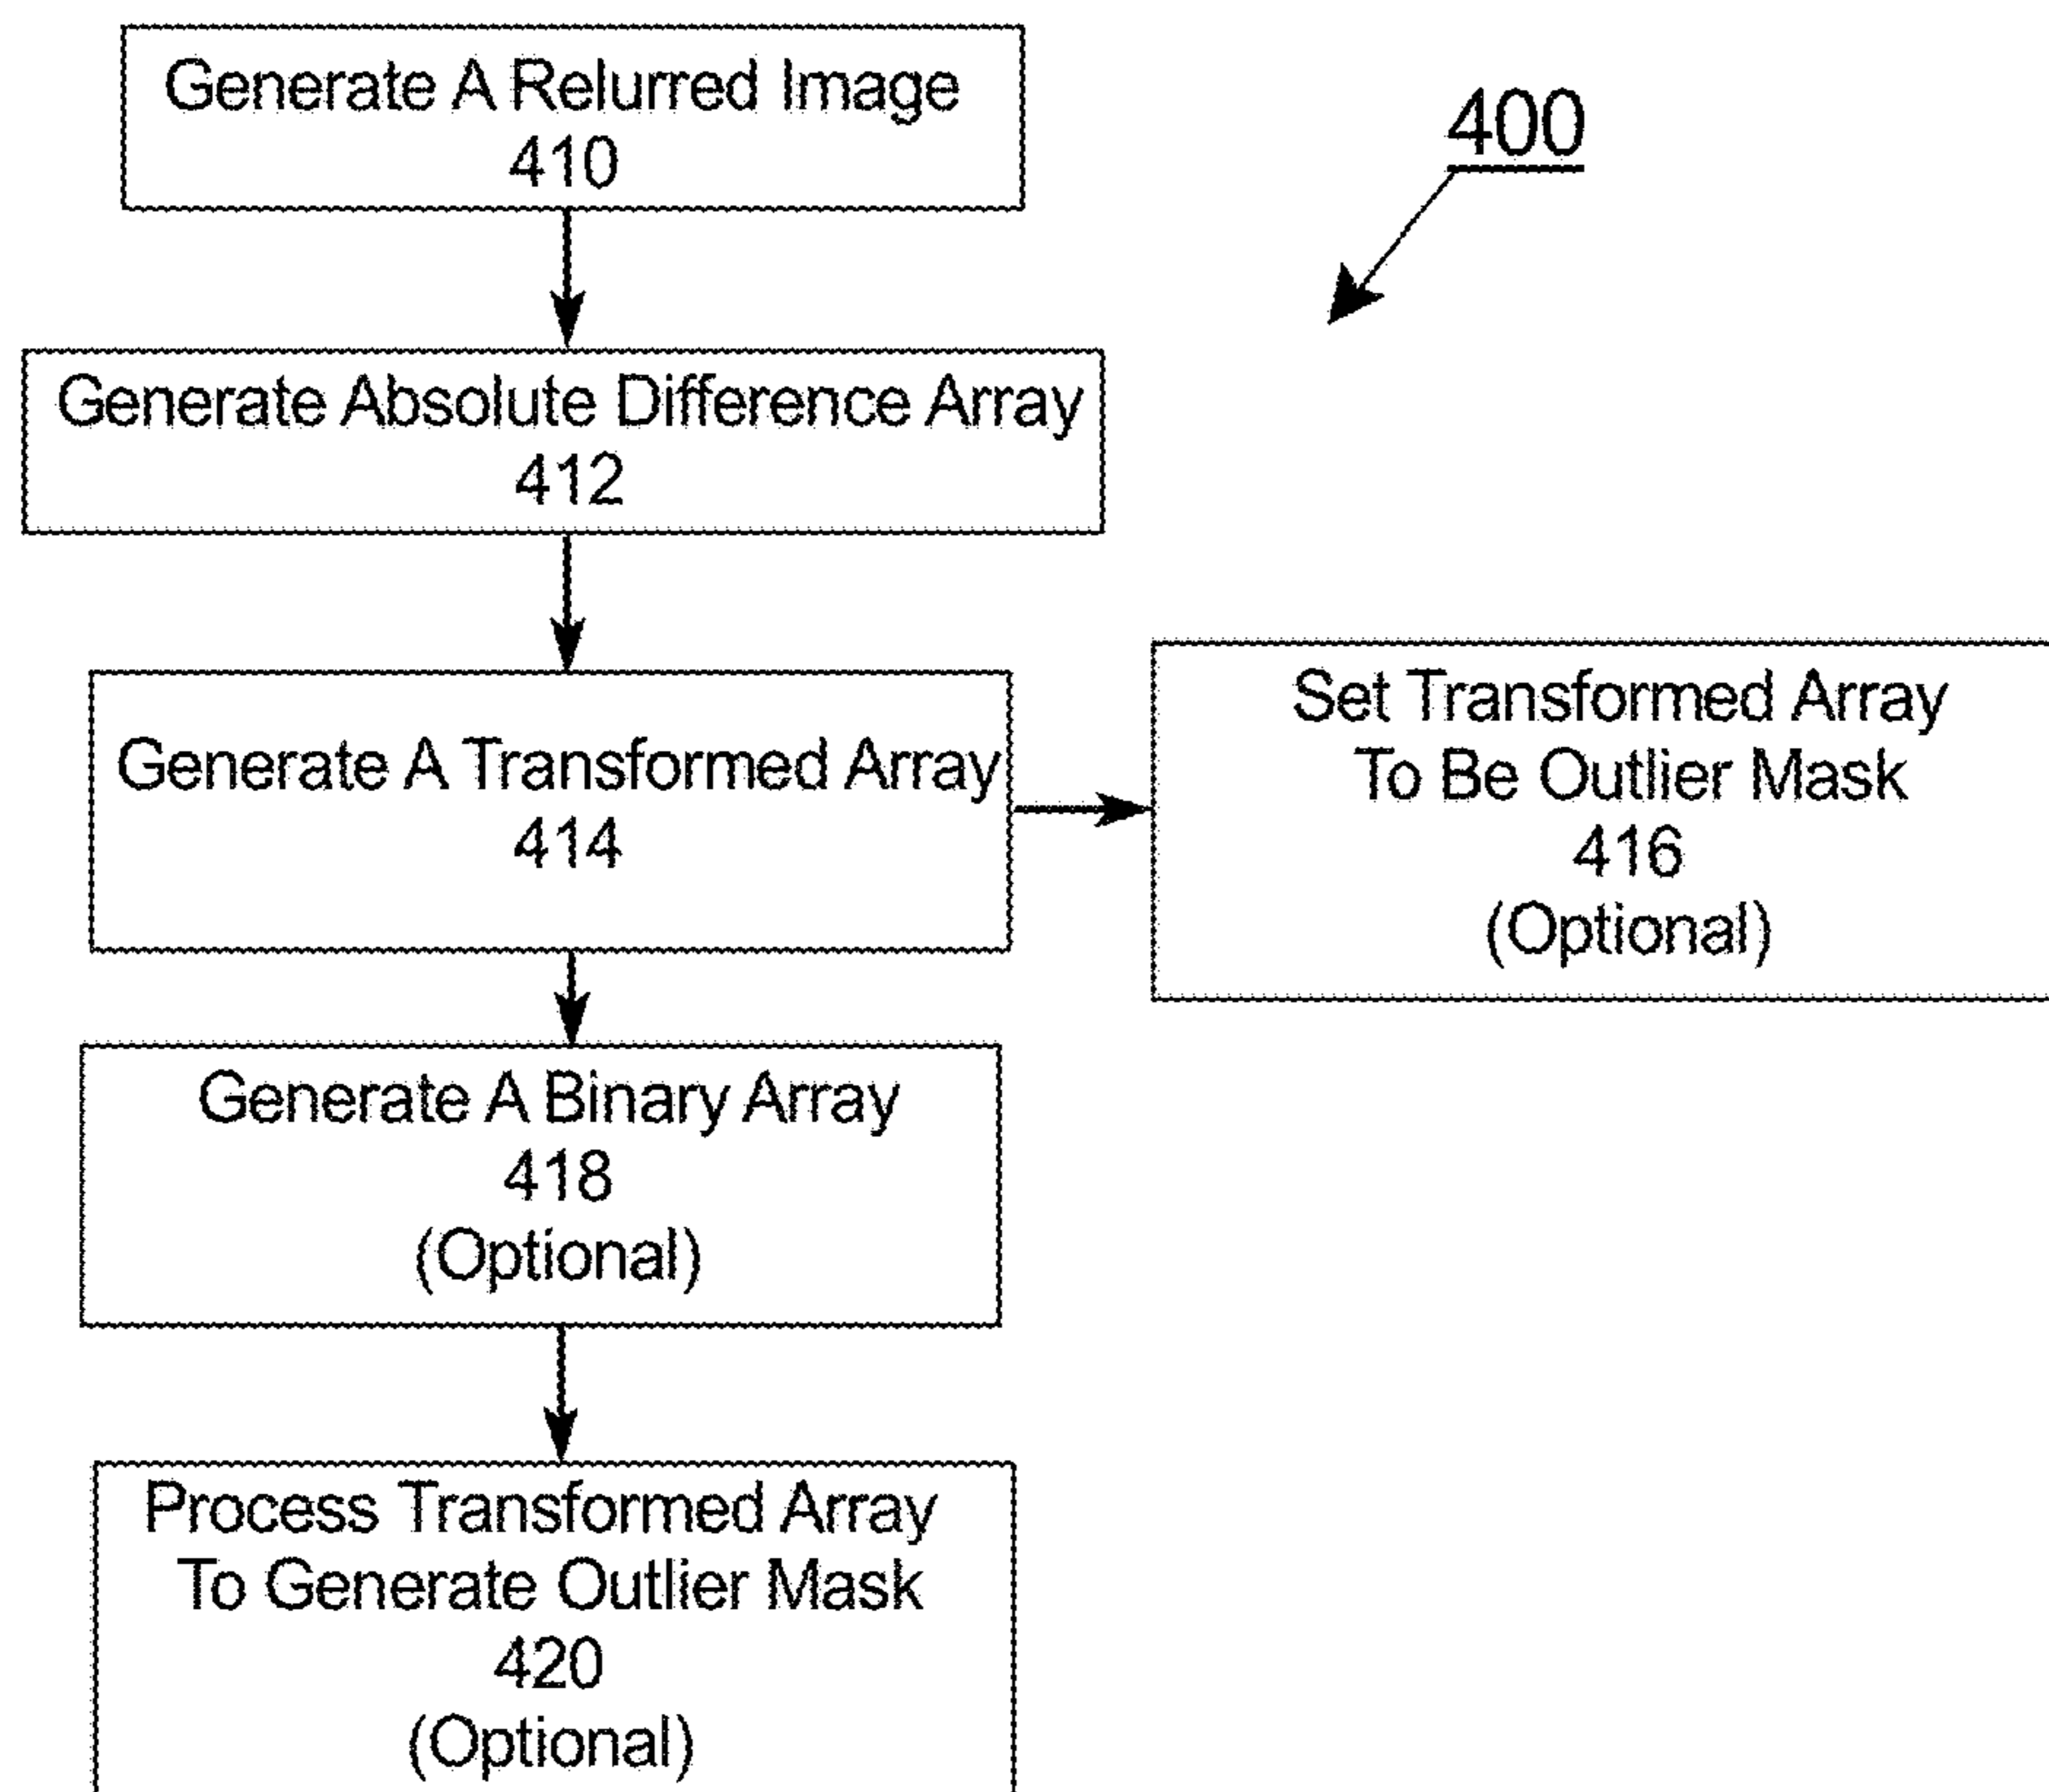 Generate A Relurred Image
410
400
Generate Absolute Difference Array
412
Generate A Transformed Array
414
Set Transformed Array
To Be Outlier Mask
416
(Optional)
Generate A Binary Array
418
(Optional)
Process Transformed Array
To Generate Outlier Mask
420
(Optional)